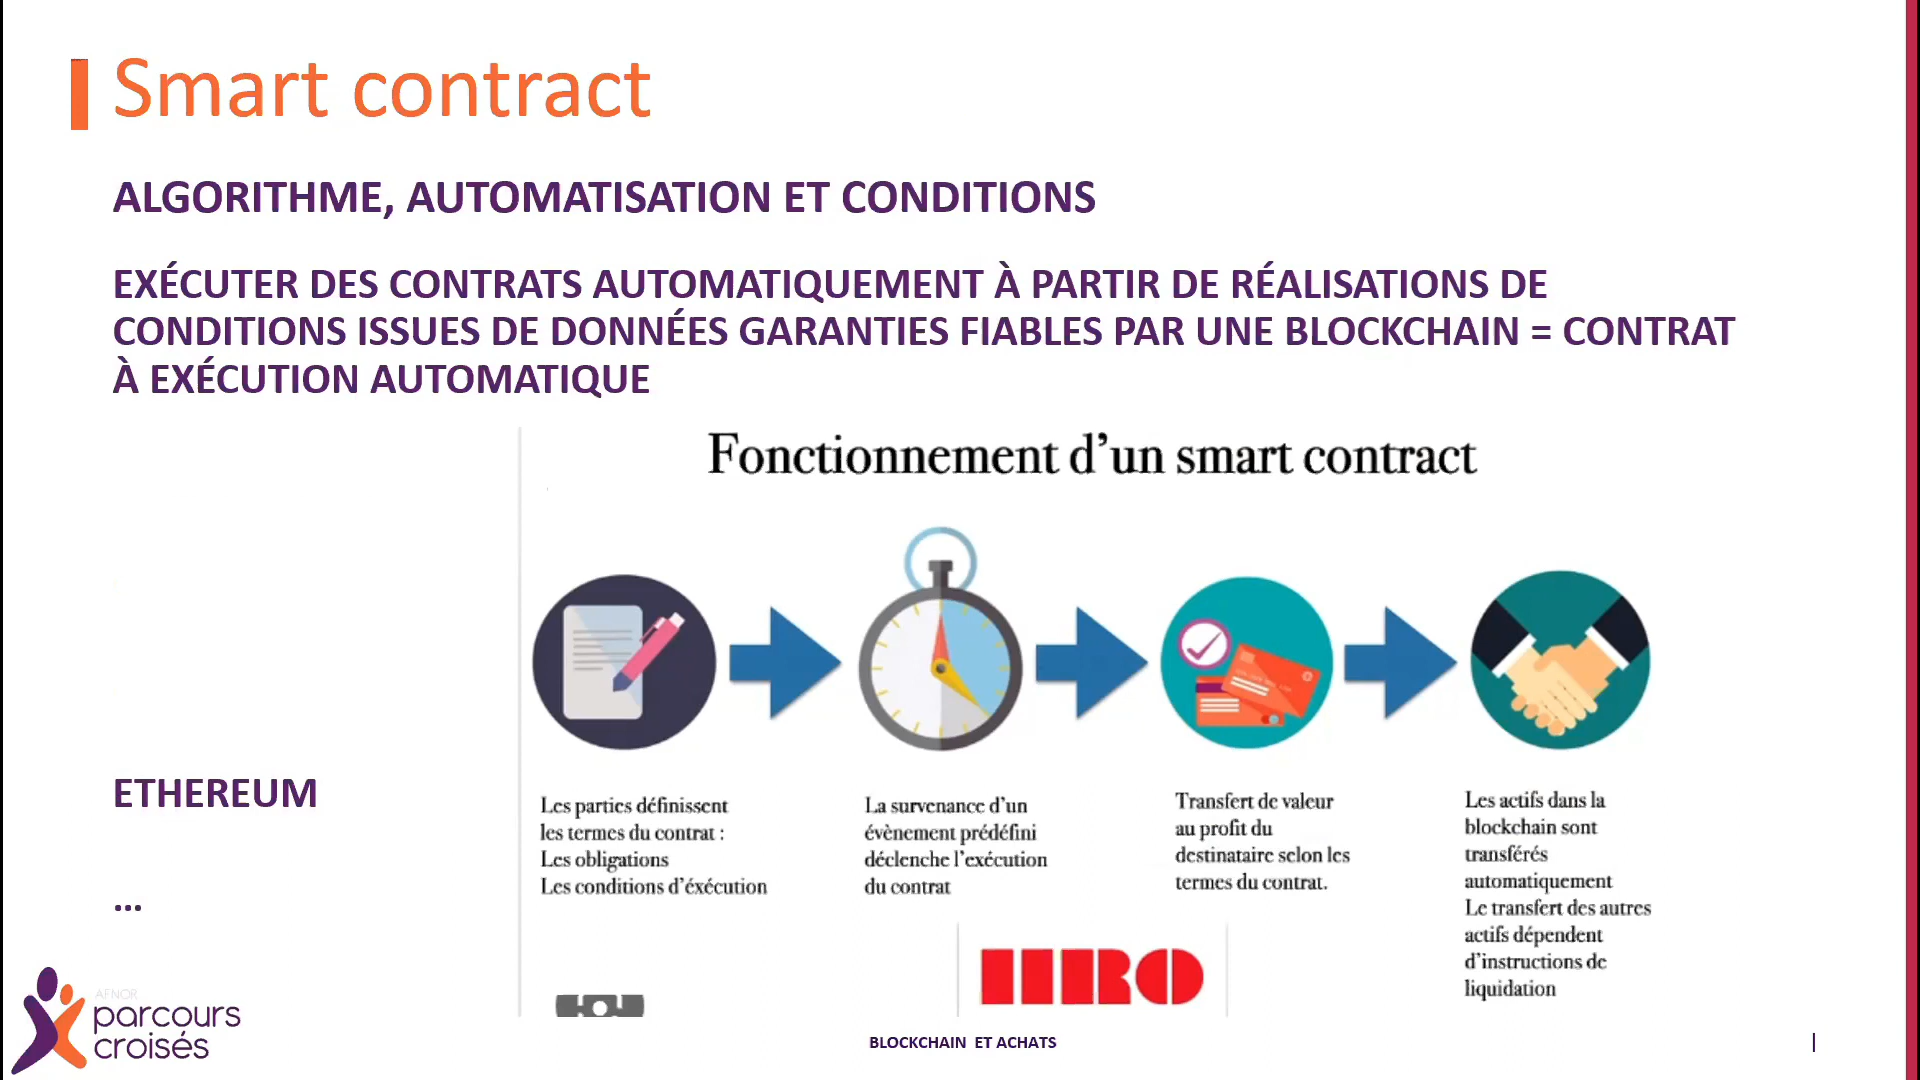 Smart contract
ALGORITHME, AUTOMATISATION ET CONDITIONS
EXÉCUTER DES CONTRATS AUTOMATIQUEMENT À PARTIR DE RÉALISATIONS DE
CONDITIONS ISSUES DE DONNÉES GARANTIES FIABLES PAR UNE BLOCKCHAIN = CONTRAT
À EXÉCUTION AUTOMATIQUE
Fonctionnement d’un smart contract
ETHEREUM
...
Les parties définissent
les termes du contrat :
Les obligations
Les conditions d’éxécution
La survenance d’un
évènement prédéfini
déclenche l’exécution
du contrat
Transfert de valeur
au profit du
destinataire selon les
termes du contrat.
Les actifs dans la
blockchain sont
transférés
automatiquement
Le transfert des autres
actifs dépendent
d’instructions de
liquidation
AFNOR
parcours
croisés
BLOCKCHAIN ET ACHATS
|